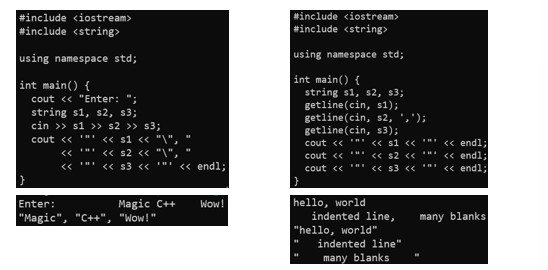 #include <iostream>
#include <string>
using namespace std;
int main() {
  cout << "Enter: ";
  string s1, s2, s3;
  cin >> s1 >> s2 >> s3;
  cout << '"' << s1 << "\", "
       << '"' << s2 << "\", "
       << '"' << s3 << '"' << endl;
}
Enter:          Magic C++    Wow!
"Magic", "C++", "Wow!"
#include <iostream>
#include <string>
using namespace std;
int main() {
  string s1, s2, s3;
  getline(cin, s1);
  getline(cin, s2, ',');
  getline(cin, s3);
  cout << '"' << s1 << '"' << endl;
  cout << '"' << s2 << '"' << endl;
  cout << '"' << s3 << '"' << endl;
}
hello, world
   indented line,    many blanks
"hello, world"
"   indented line"
"    many blanks    "